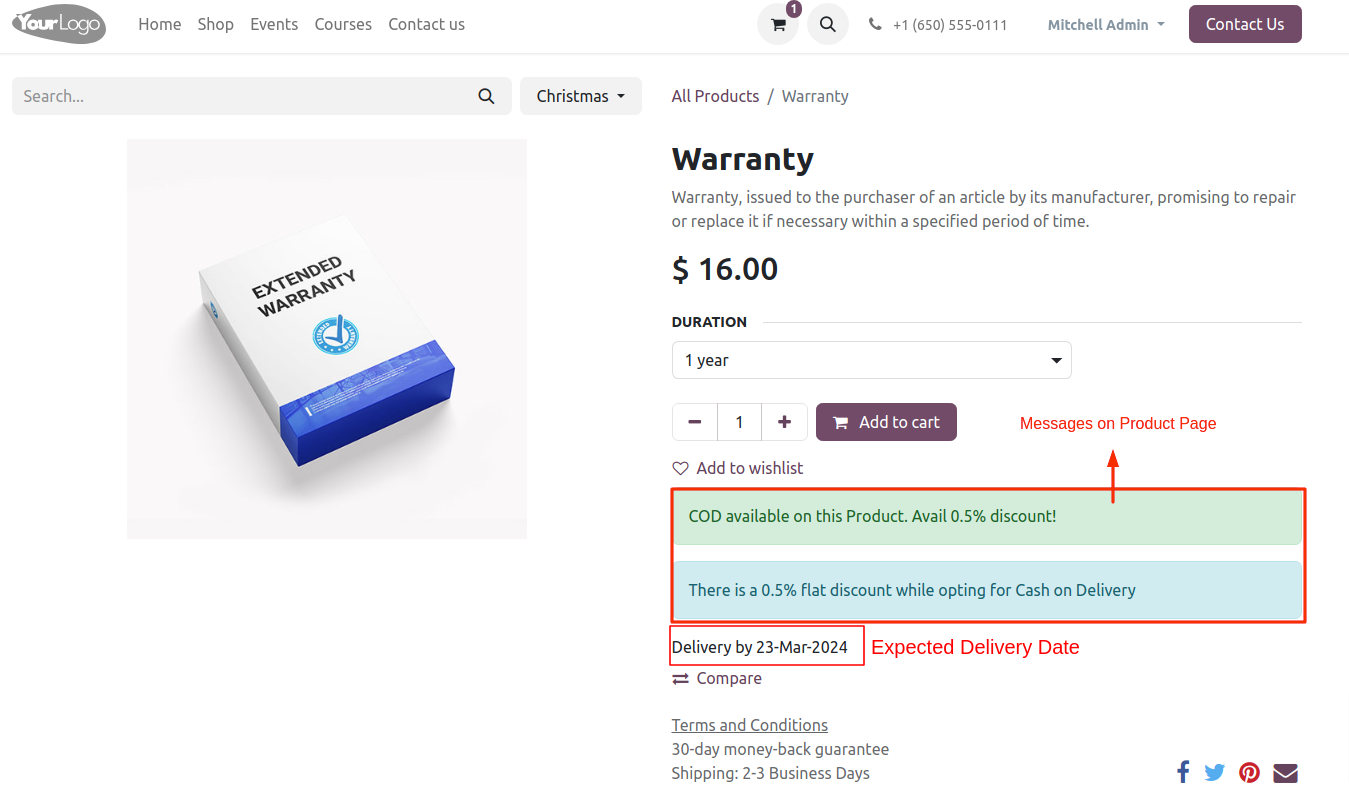 YourLogo
Home Shop Events Courses Contact us
1
+1 (650) 555-0111
Mitchell Admin
Contact Us
Search...
Christmas
All Products / Warranty
EXTENDED
WARRANTY
Warranty
Warranty, issued to the purchaser of an article by its manufacturer, promising to repair
or replace it if necessary within a specified period of time.
$ 16.00
DURATION
1 year
1
Add to cart
Messages on Product Page
Add to wishlist
COD available on this Product. Avail 0.5% discount!
There is a 0.5% flat discount while opting for Cash on Delivery
Delivery by 23-Mar-2024
Expected Delivery Date
Compare
Terms and Conditions
30-day money-back guarantee
Shipping: 2-3 Business Days